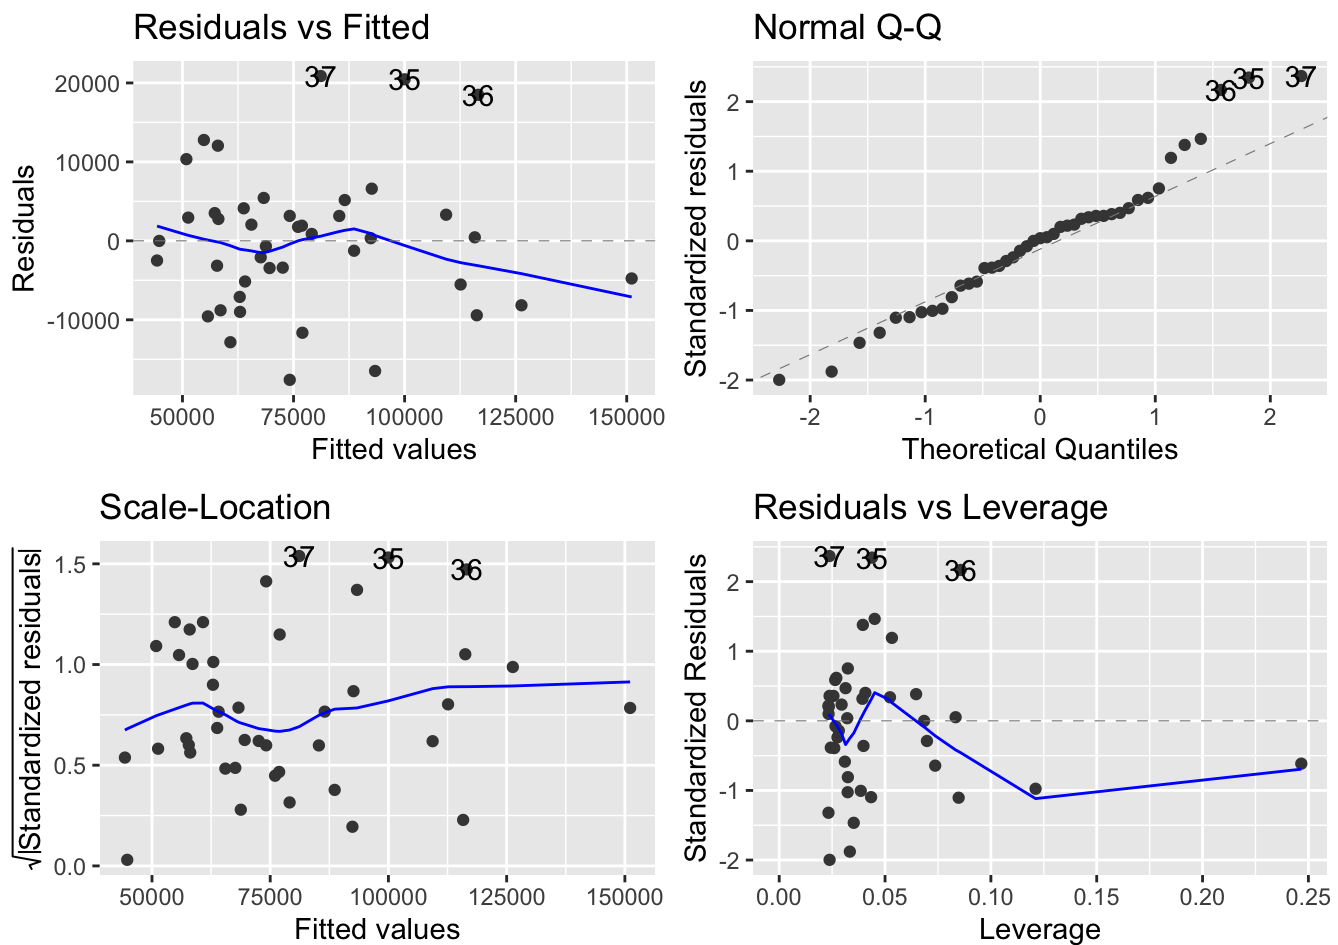 Residuals vs Fitted
Residuals
20000
10000
0
-10000
37
35
36
50000 75000 100000 125000 150000
Fitted values
Normal Q-Q
Standardized residuals
2
1
0
-1
-2
36
35
37
-2 -1 0 1 2
Theoretical Quantiles
Scale-Location
√|Standardized residuals|
1.5
1.0
0.5
0.0
37
35
36
50000 75000 100000 125000 150000
Fitted values
Residuals vs Leverage
Standardized Residuals
2
1
0
-1
-2
37
35
36
0.00 0.05 0.10 0.15 0.20 0.25
Leverage